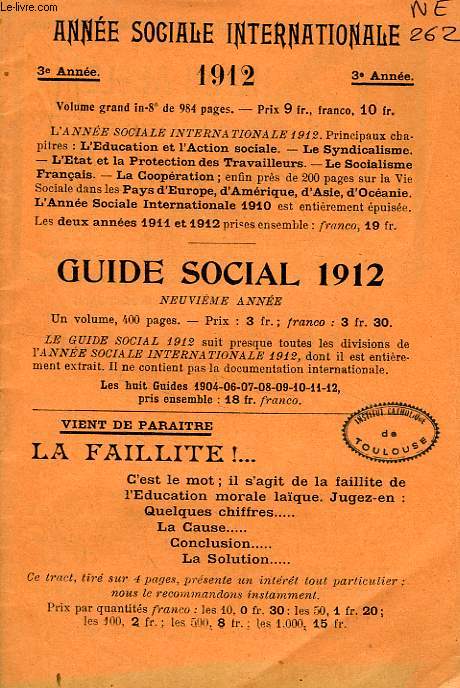 Le-livre.com
NE
262
ANNÉE SOCIALE INTERNATIONALE
3e Année.
1912
3e Année.
Volume grand in-8° de 984 pages. — Prix 9 fr., franco, 10 fr.
L'ANNÉE SOCIALE INTERNATIONALE 1912. Principaux cha-
pitres : L'Education et l'Action sociale. — Le Syndicalisme.
— L'Etat et la Protection des Travailleurs. — Le Socialisme
Français. — La Coopération ; enfin près de 200 pages sur la Vie
Sociale dans les Pays d'Europe, d'Amérique, d'Asie, d'Océanie.
L'Année Sociale Internationale 1910 est entièrement épuisée.
Les deux années 1911 et 1912 prises ensemble : franco, 19 fr.
GUIDE SOCIAL 1912
NEUVIÈME ANNÉE
Un volume, 400 pages. — Prix : 3 fr. ; franco : 3 fr. 30.
LE GUIDE SOCIAL 1912 suit presque toutes les divisions de
l'ANNÉE SOCIALE INTERNATIONALE 1912, dont il est entière-
ment extrait. Il ne contient pas la documentation internationale.
Les huit Guides 1904-06-07-08-09-10-11-12,
pris ensemble : 18 fr. franco.
VIENT DE PARAITRE
INSTITUT CATHOLIQUE
de
TOULOUSE
LA FAILLITE !...
C'est le mot ; il s'agit de la faillite de
l'Education morale laïque. Jugez-en :
Quelques chiffres.....
La Cause.....
Conclusion.....
La Solution.....
Ce tract, tiré sur 4 pages, présente un intérêt tout particulier ;
nous le recommandons instamment.
Prix par quantités franco : les 10, 0 fr. 30 : les 50, 1 fr. 20 ;
les 100, 2 fr. ; les 500, 8 fr. ; les 1.000, 15 fr.